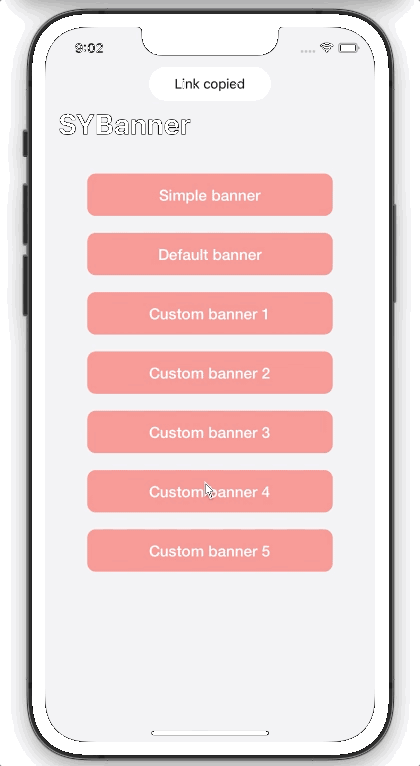 9:02
Link copied
SYBanner
Simple banner
Default banner
Custom banner 1
Custom banner 2
Custom banner 3
Custom banner 4
Custom banner 5